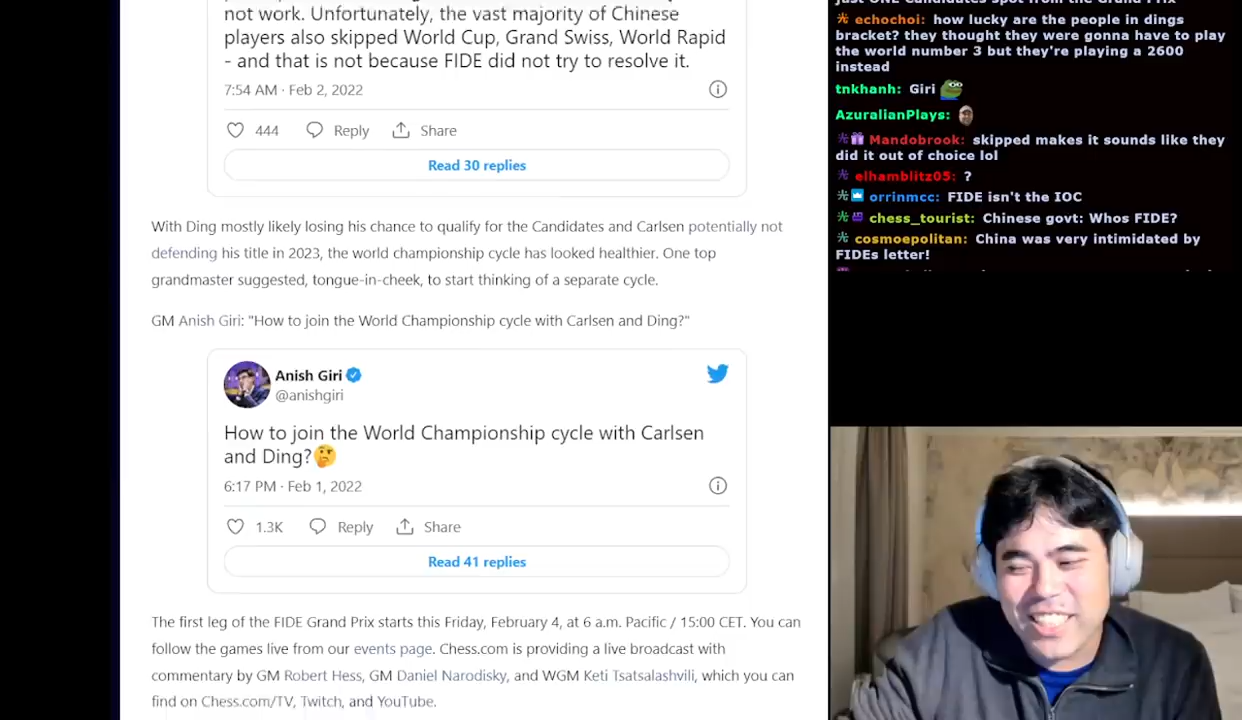 not work. Unfortunately, the vast majority of Chinese
players also skipped World Cup, Grand Swiss, World Rapid
- and that is not because FIDE did not try to resolve it.
7:54 AM · Feb 2, 2022
444 Reply Share
Read 30 replies
With Ding mostly likely losing his chance to qualify for the Candidates and Carlsen potentially not
defending his title in 2023, the world championship cycle has looked healthier. One top
grandmaster suggested, tongue-in-cheek, to start thinking of a separate cycle.
GM Anish Giri: "How to join the World Championship cycle with Carlsen and Ding?"
Anish Giri
@anishgiri
How to join the World Championship cycle with Carlsen
and Ding?🤔
6:17 PM · Feb 1, 2022
1.3K Reply Share
Read 41 replies
The first leg of the FIDE Grand Prix starts this Friday, February 4, at 6 a.m. Pacific / 15:00 CET. You can
follow the games live from our events page. Chess.com is providing a live broadcast with
commentary by GM Robert Hess, GM Daniel Narodisky, and WGM Keti Tsatsalashvili, which you can
find on Chess.com/TV, Twitch, and YouTube.
just ONE Candidates spot from the Grand Prix
echochoi: how lucky are the people in dings
bracket? they thought they were gonna have to play
the world number 3 but they're playing a 2600
instead
tnkhanh: Giri
AzuralianPlays:
Mandobrook: skipped makes it sounds like they
did it out of choice lol
elhamblitz05: ?
orrinmcc: FIDE isn't the IOC
chess_tourist: Chinese govt: Whos FIDE?
cosmoepolitan: China was very intimidated by
FIDEs letter!